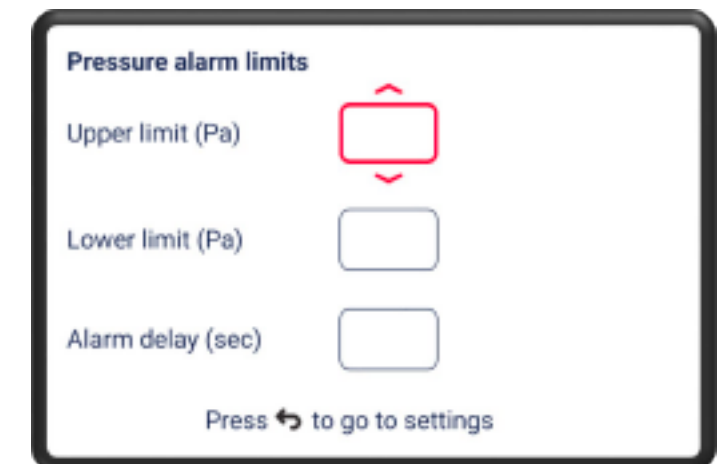 Pressure alarm limits
Upper limit (Pa)
Lower limit (Pa)
Alarm delay (sec)
Press ↩ to go to settings